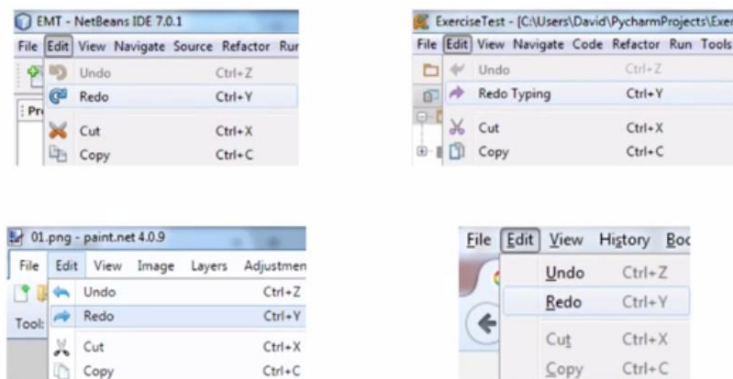 EMT - NetBeans IDE 7.0.1
File Edit View Navigate Source Refactor Run
Undo Ctrl+Z
Redo Ctrl+Y
Pr
Cut Ctrl+X
Copy Ctrl+C
ExerciseTest - [C:\Users\David\PycharmProjects\Exer
File Edit View Navigate Code Refactor Run Tools
Undo Ctrl+Z
Redo Typing Ctrl+Y
Cut Ctrl+X
Copy Ctrl+C
01.png - paint.net 4.0.9
File Edit View Image Layers Adjustmen
Undo Ctrl+Z
Redo Ctrl+Y
Tool:
Cut Ctrl+X
Copy Ctrl+C
File Edit View History Boo
Undo Ctrl+Z
Redo Ctrl+Y
Cut Ctrl+X
Copy Ctrl+C